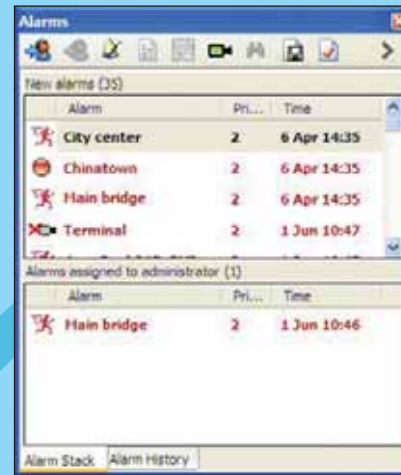 Alarms
New alarms (35)
Alarm Pri... Time
City center 2 6 Apr 14:35
Chinatown 2 6 Apr 14:35
Main bridge 2 6 Apr 14:35
Terminal 2 1 Jun 10:47
Alarms assigned to administrator (1)
Alarm Pri... Time
Main bridge 2 1 Jun 10:46
Alarm Stack Alarm History